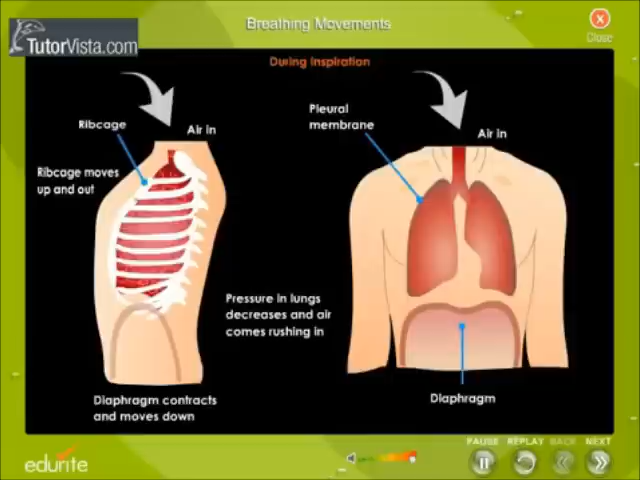 Breathing Movements
Close
TutorVista.com
During Inspiration
Ribcage
Air in
Pleural
membrane
Air in
Ribcage moves
up and out
Pressure in lungs
decreases and air
comes rushing in
Diaphragm contracts
and moves down
Diaphragm
edurite
PAUSE REPLAY BACK NEXT